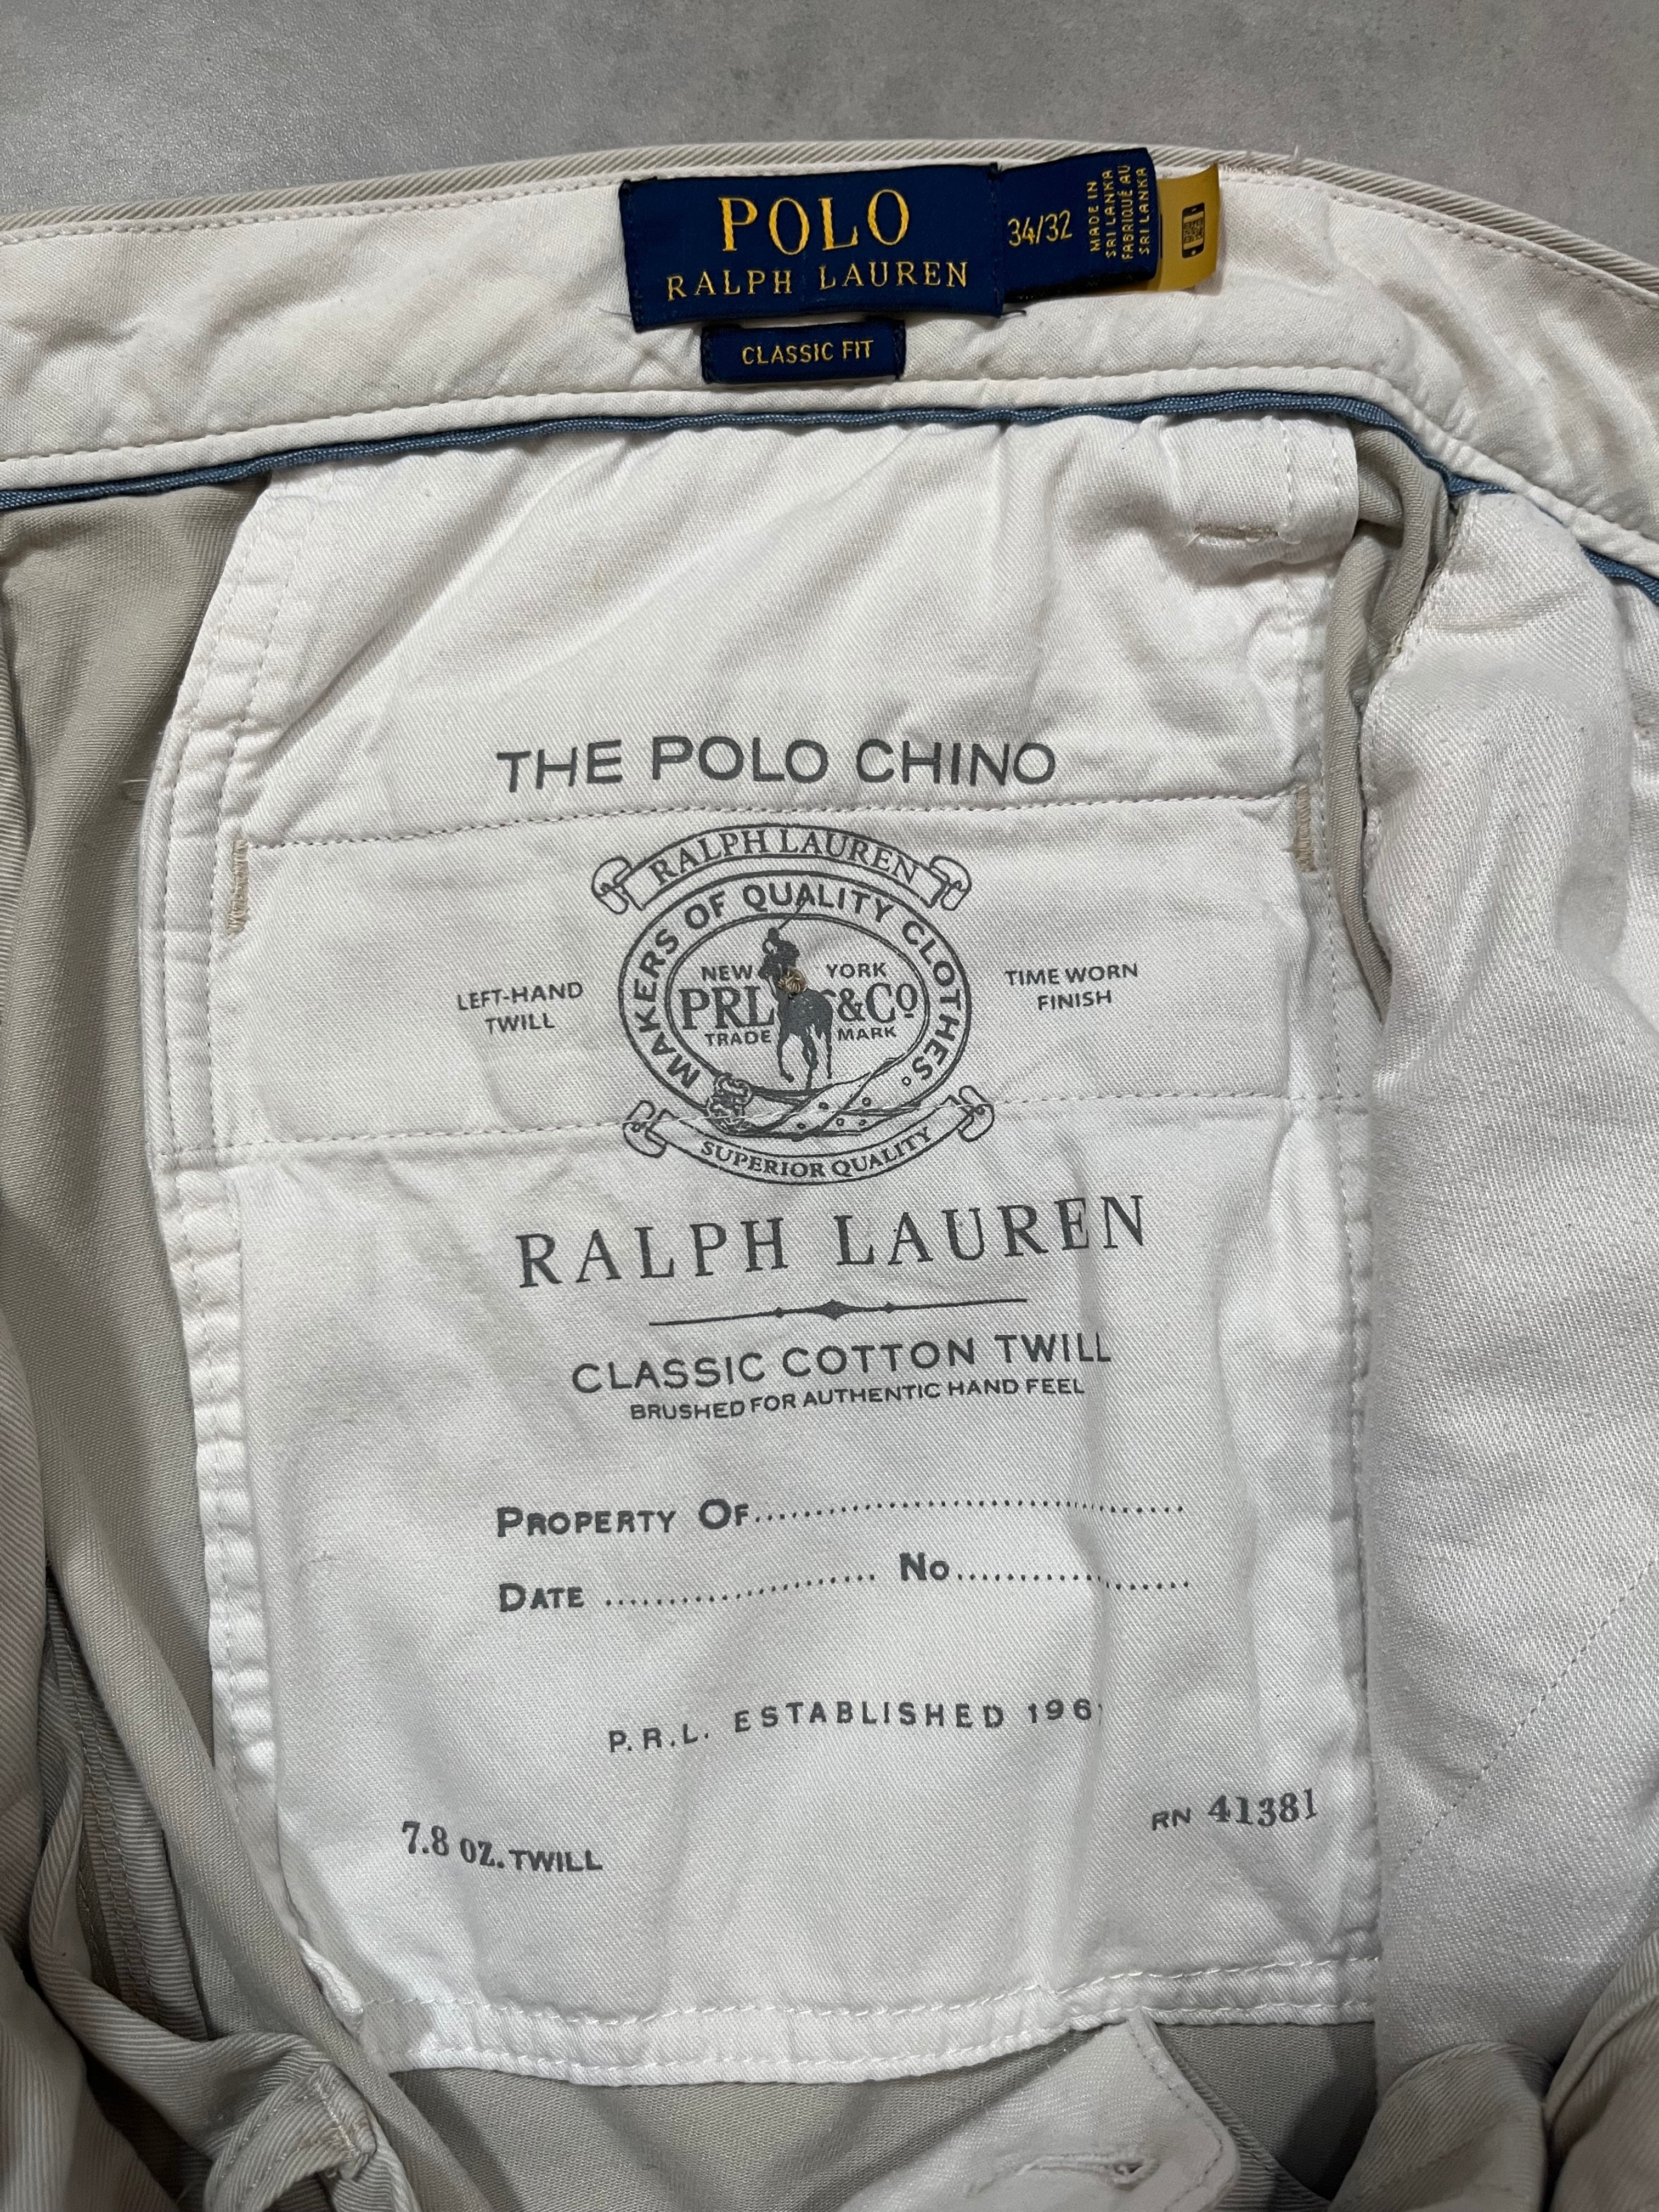 POLO
RALPH LAUREN
34/32
MADE IN
SRI LANKA
FABRIQUÉ AU
SRI LANKA
CLASSIC FIT
THE POLO CHINO
RALPH LAUREN
MAKERS OF QUALITY CLOTHES
NEW YORK
PRL &Co
TRADE MARK
SUPERIOR QUALITY
LEFT-HAND
TWILL
TIME WORN
FINISH
RALPH LAUREN
CLASSIC COTTON TWILL
BRUSHED FOR AUTHENTIC HAND FEEL
PROPERTY OF
DATE No
P.R.L. ESTABLISHED
7.8 OZ. TWILL
RN 41381